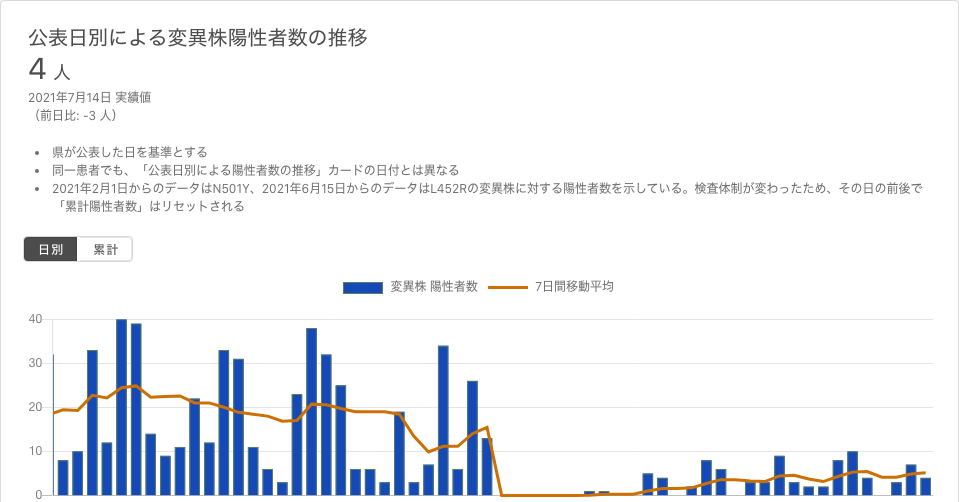 公表日別による変異株陽性者数の推移
4 人
2021年7月14日 実績値
（前日比: -3 人）
• 県が公表した日を基準とする
• 同一患者でも、「公表日別による陽性者数の推移」カードの日付とは異なる
• 2021年2月1日からのデータはN501Y、2021年6月15日からのデータはL452Rの変異株に対する陽性者数を示している。検査体制が変わったため、その日の前後で
「累計陽性者数」はリセットされる
日別 累計
変異株 陽性者数 7日間移動平均
40
30
20
10
0